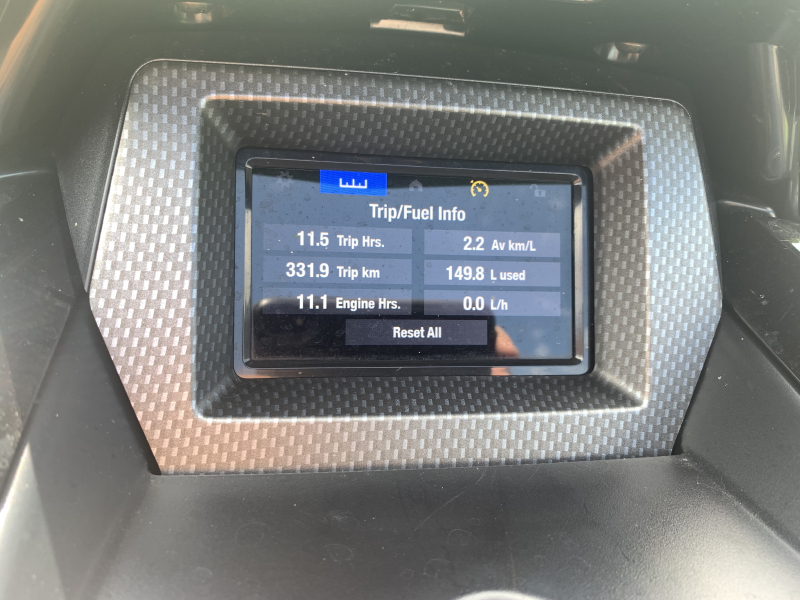 Trip/Fuel Info
11.5 Trip Hrs. 2.2 Av km/L
331.9 Trip km 149.8 L used
11.1 Engine Hrs. 0.0 L/h
Reset All